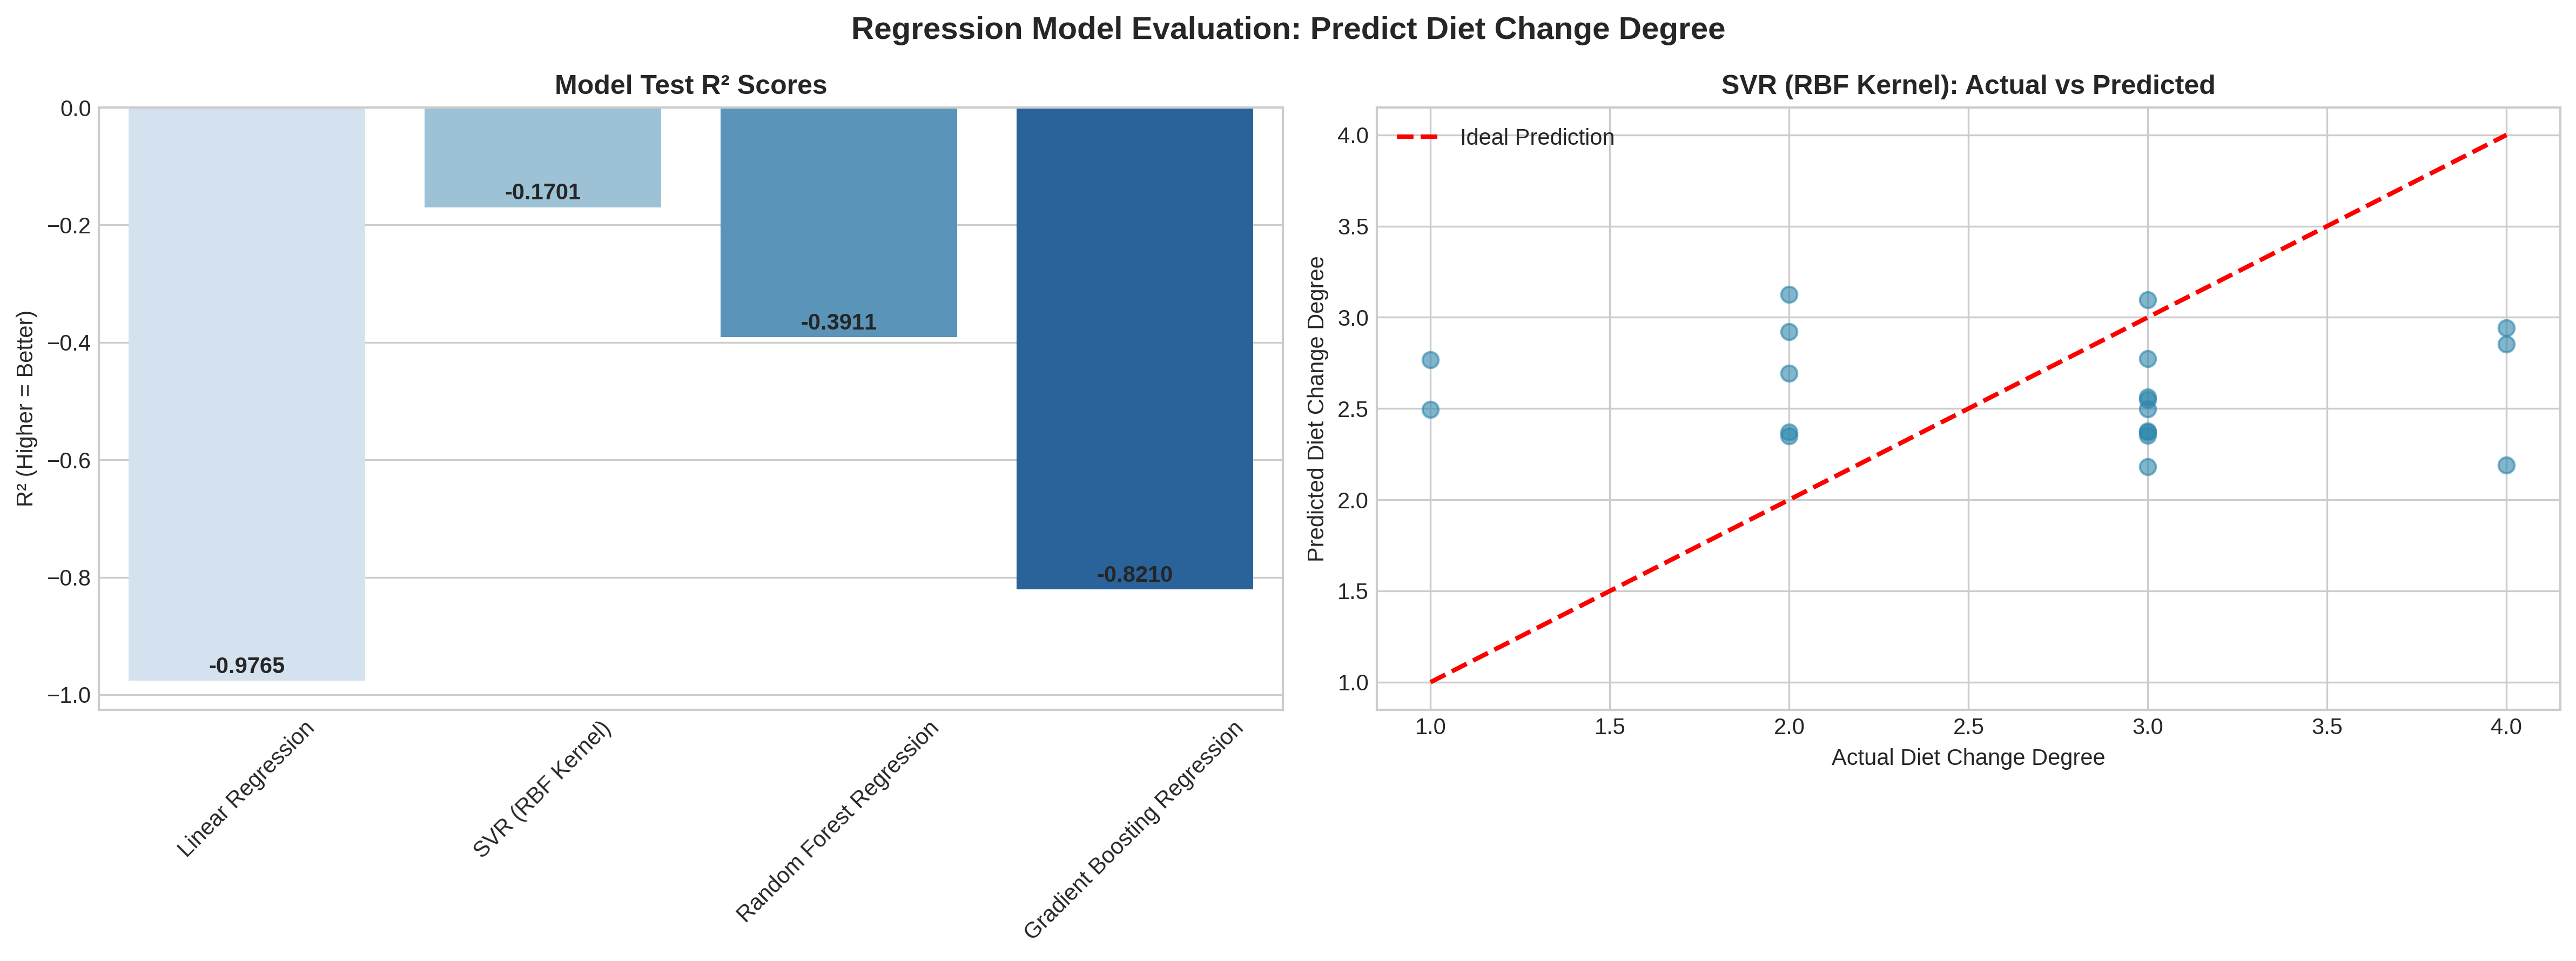 Regression Model Evaluation: Predict Diet Change Degree
Model Test R² Scores
R² (Higher = Better)
0.0
−0.2
−0.4
−0.6
−0.8
−1.0
-0.9765
-0.1701
-0.3911
-0.8210
Linear Regression
SVR (RBF Kernel)
Random Forest Regression
Gradient Boosting Regression
SVR (RBF Kernel): Actual vs Predicted
Ideal Prediction
Predicted Diet Change Degree
4.0
3.5
3.0
2.5
2.0
1.5
1.0
1.0
1.5
2.0
2.5
3.0
3.5
4.0
Actual Diet Change Degree